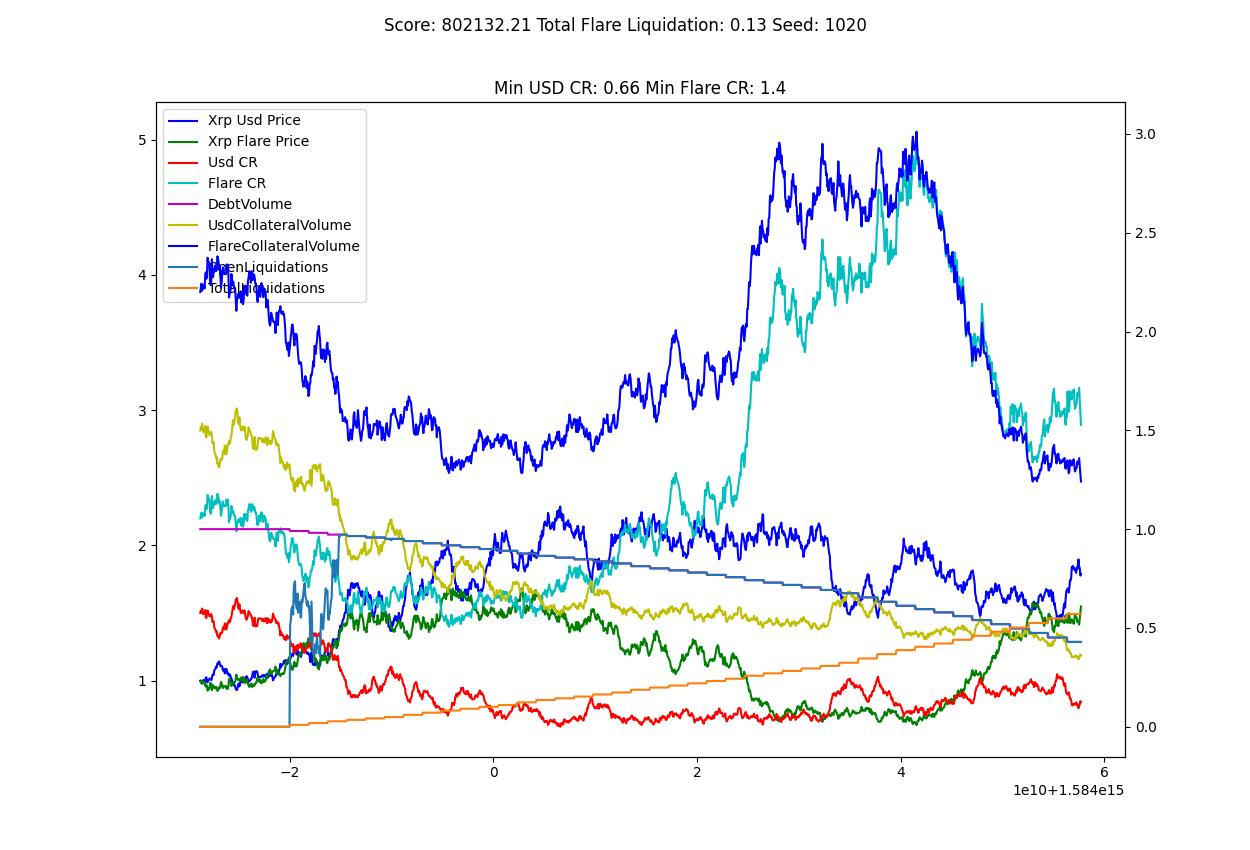 Score: 802132.21 Total Flare Liquidation: 0.13 Seed: 1020
Min USD CR: 0.66 Min Flare CR: 1.4
Xrp Usd Price
Xrp Flare Price
Usd CR
Flare CR
DebtVolume
UsdCollateralVolume
FlareCollateralVolume
OpenLiquidations
TotalLiquidations
5
4
3
2
1
3.0
2.5
2.0
1.5
1.0
0.5
0.0
−2 0 2 4 6
1e10+1.584e15